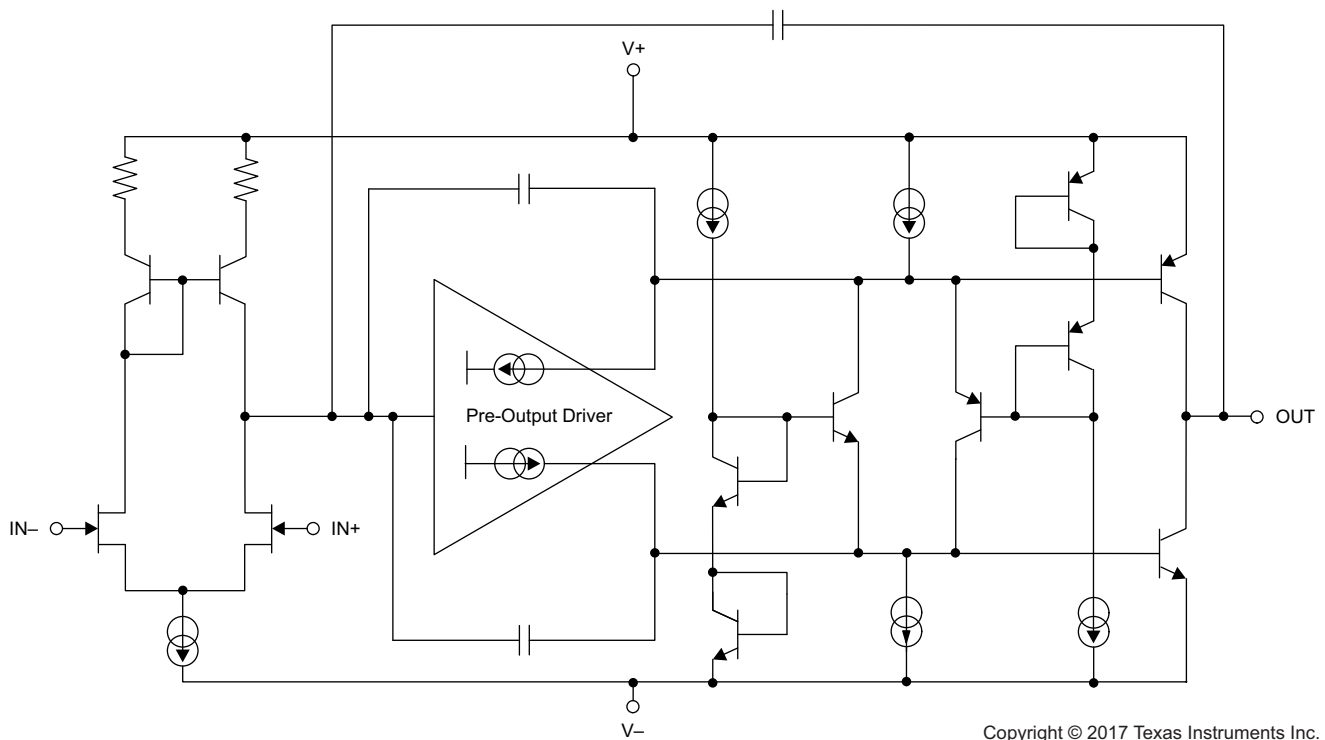 V+
Pre-Output Driver
OUT
IN–
IN+
V–
Copyright © 2017 Texas Instruments Inc.